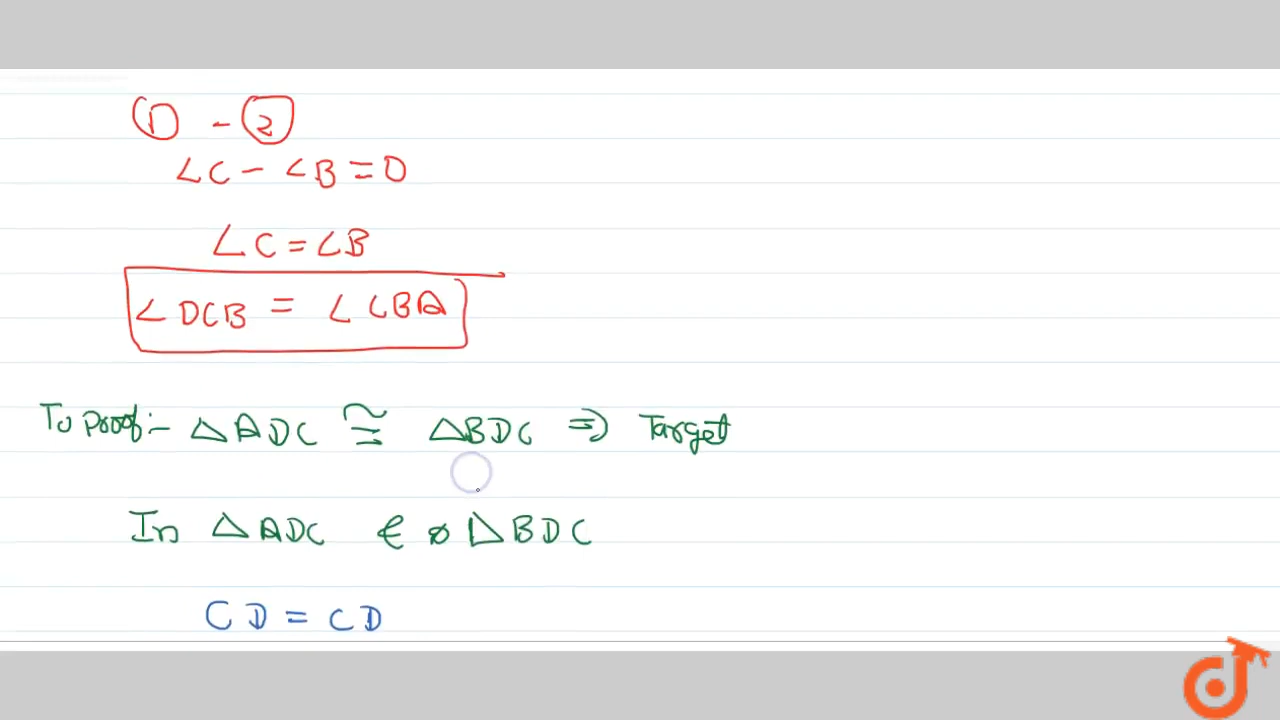 ① - ②
∠C - ∠B = 0
∠C = ∠B
∠DCB = ∠CBA
To Proof:- △ADC ≅ △BDC ⇒ Target
In △ADC & △BDC
CD = CD